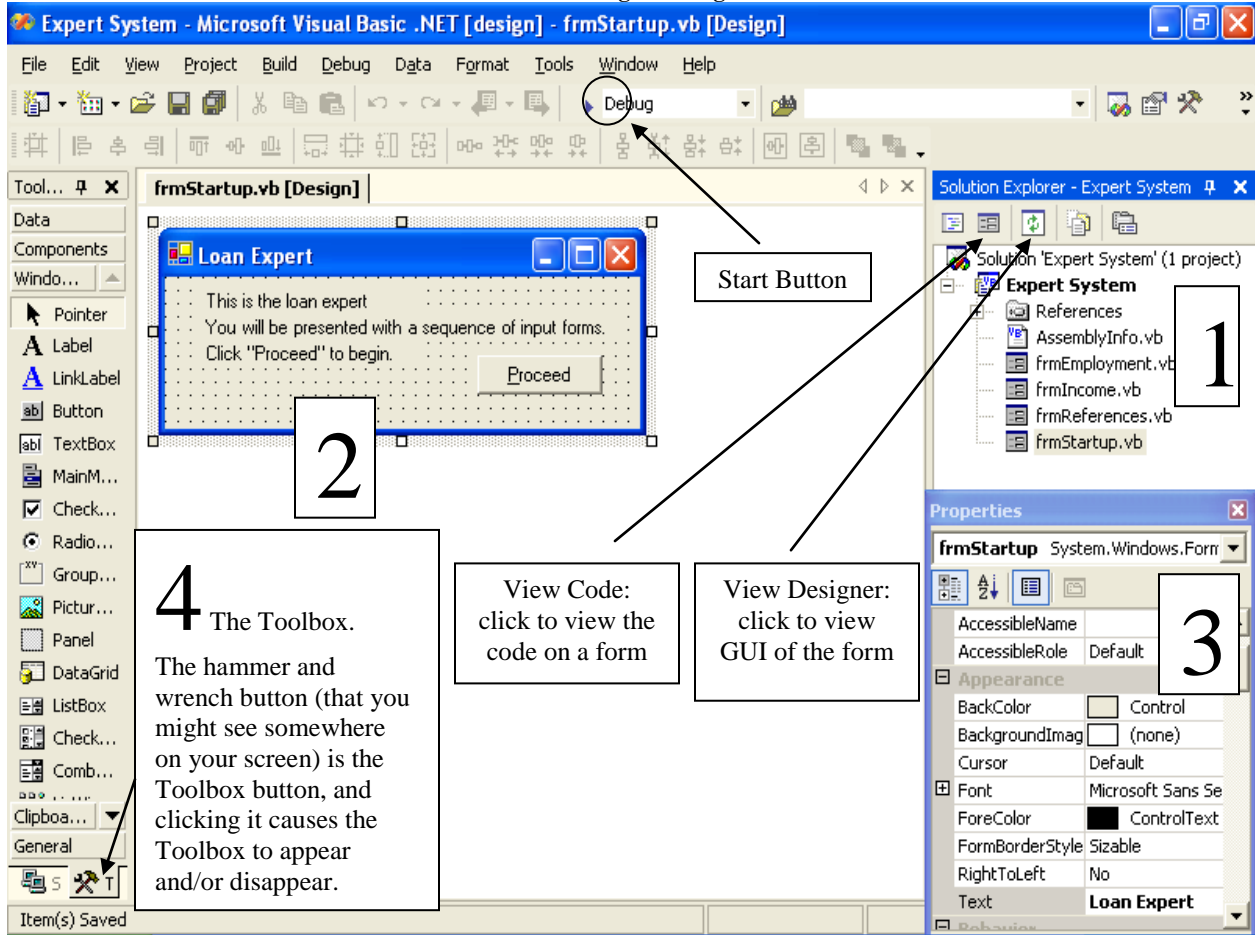 Expert System - Microsoft Visual Basic .NET [design] - frmStartup.vb [Design]
File Edit View Project Build Debug Data Format Tools Window Help
Debug
Tool...
frmStartup.vb [Design]
Solution Explorer - Expert System
Data
Components
Windo...
Pointer
A Label
A LinkLabel
ab Button
abl TextBox
MainM...
Check...
Radio...
XY Group...
Pictur...
Panel
DataGrid
ListBox
Check...
Comb...
Clipboa...
General
S T
Item(s) Saved
Loan Expert
This is the loan expert
You will be presented with a sequence of input forms.
Click "Proceed" to begin.
Proceed
2
Start Button
Solution 'Expert System' (1 project)
Expert System
References
AssemblyInfo.vb
frmEmployment.vb
frmIncome.vb
frmReferences.vb
frmStartup.vb
1
4 The Toolbox.
The hammer and
wrench button (that you
might see somewhere
on your screen) is the
Toolbox button, and
clicking it causes the
Toolbox to appear
and/or disappear.
View Code:
click to view the
code on a form
View Designer:
click to view
GUI of the form
Properties
frmStartup System.Windows.Form
3
AccessibleName
AccessibleRole Default
Appearance
BackColor Control
BackgroundImag (none)
Cursor Default
Font Microsoft Sans Se
ForeColor ControlText
FormBorderStyle Sizable
RightToLeft No
Text Loan Expert
Behavior